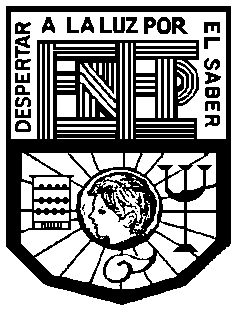 DESPERTAR
A LA LUZ POR
EL SABER
ENP